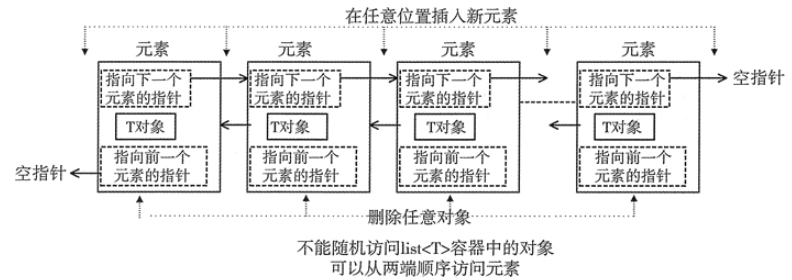 在任意位置插入新元素
元素 元素 元素 元素
指向下一个 指向下一个 指向下一个 指向下一个
元素的指针 元素的指针 元素的指针 元素的指针
空指针
T对象 T对象 T对象 T对象
指向前一个 指向前一个 指向前一个 指向前一个
元素的指针 元素的指针 元素的指针 元素的指针
空指针
删除任意对象
不能随机访问list<T>容器中的对象
可以从两端顺序访问元素